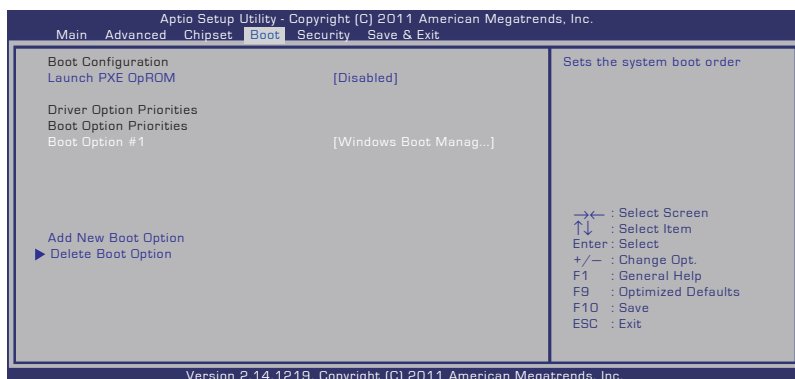 Aptio Setup Utility - Copyright (C) 2011 American Megatrends, Inc.
Main Advanced Chipset Boot Security Save & Exit
Boot Configuration
Launch PXE OpROM [Disabled]
Driver Option Priorities
Boot Option Priorities
Boot Option #1 [Windows Boot Manag...]
Add New Boot Option
▶ Delete Boot Option
Sets the system boot order
→← : Select Screen
↑↓ : Select Item
Enter : Select
+/− : Change Opt.
F1 : General Help
F9 : Optimized Defaults
F10 : Save
ESC : Exit
Version 2.14.1219. Copyright (C) 2011 American Megatrends, Inc.